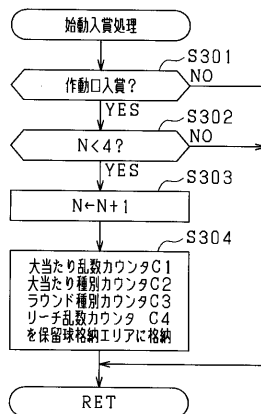 始動入賞処理
S301
作動口入賞?
NO
YES
S302
N<4?
NO
YES
S303
N←N+1
S304
大当たり乱数カウンタC1
大当たり種別カウンタC2
ラウンド種別カウンタC3
リーチ乱数カウンタ C4
を保留球格納エリアに格納
RET